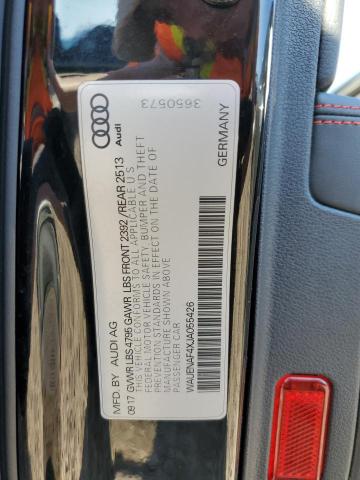 Audi
3650573
GERMANY
MFD. BY AUDI AG
09 17 GVWR LBS 4795 GAWR LBS FRONT 2392 /REAR 2513
THIS VEHICLE CONFORMS TO ALL APPLICABLE U S
FEDERAL MOTOR VEHICLE SAFETY, BUMPER AND THEFT
PREVENTION STANDARDS IN EFFECT ON THE DATE OF
MANUFACTURE SHOWN ABOVE.
PASSENGER CAR
WAUENAF4XJA055426